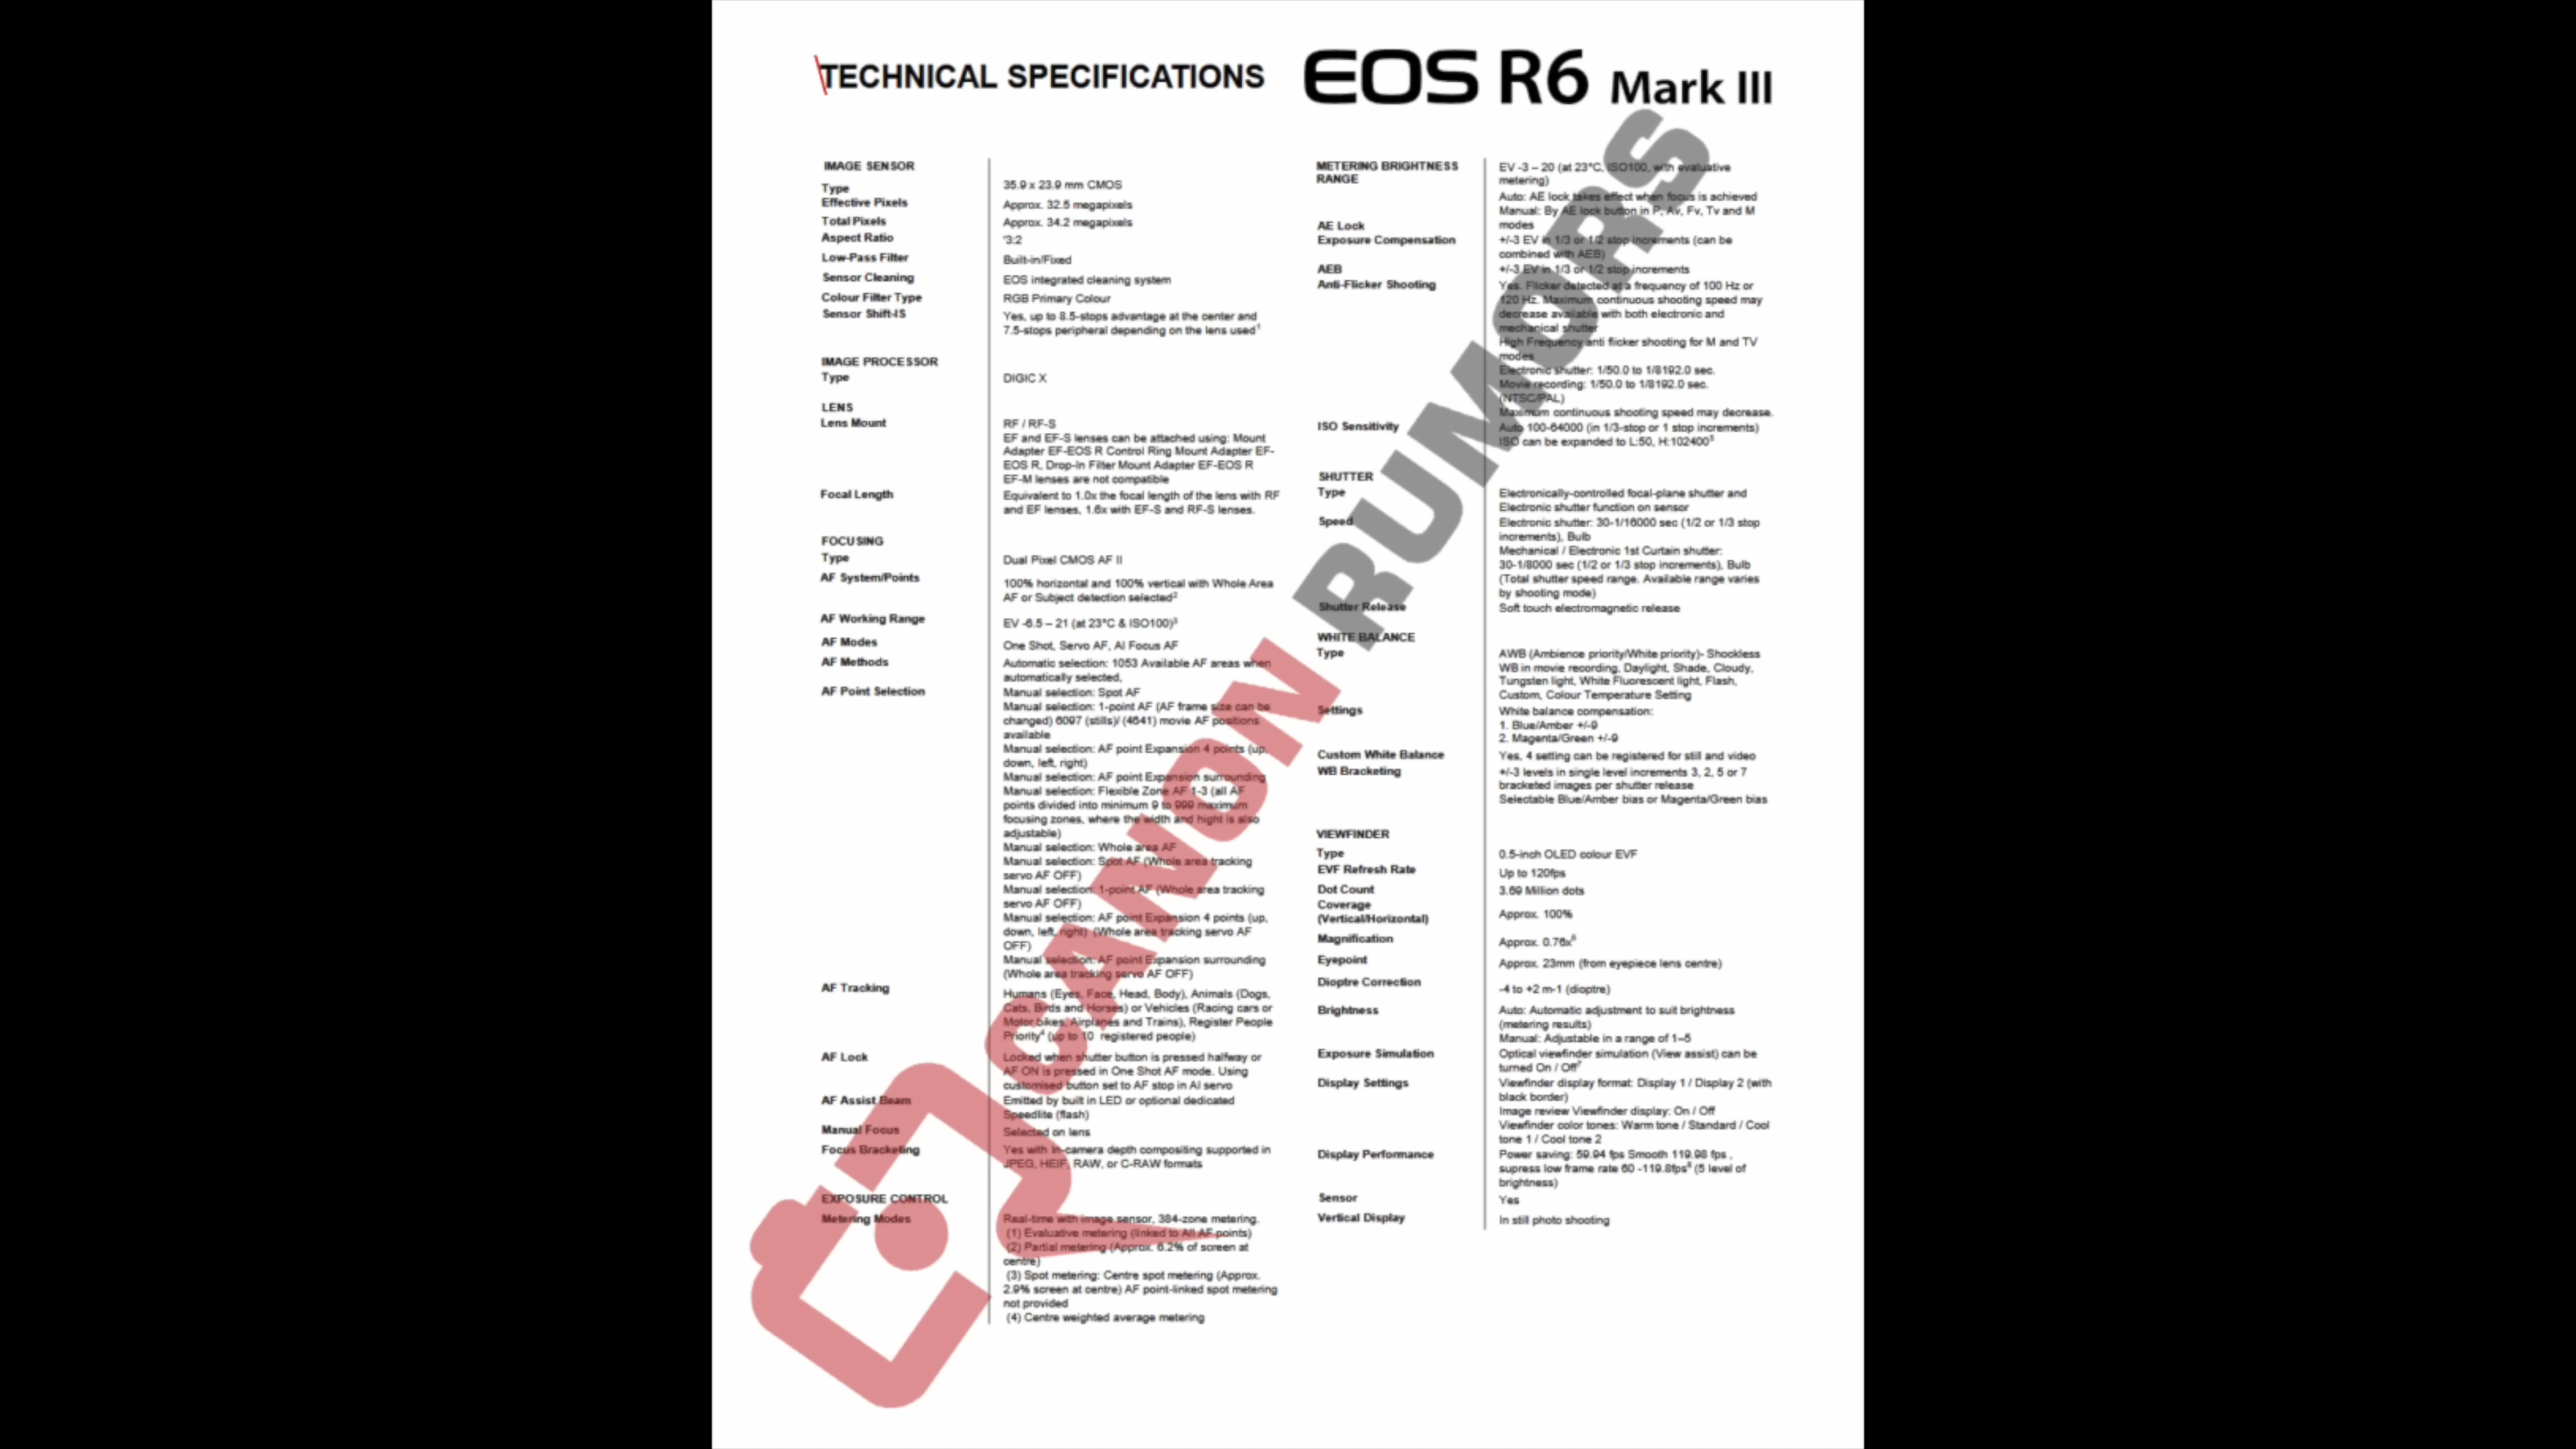 TECHNICAL SPECIFICATIONS
EOS R6 Mark III
IMAGE SENSOR
Type
35.9 x 23.9 mm CMOS
Effective Pixels
Approx. 32.5 megapixels
Total Pixels
Approx. 34.2 megapixels
Aspect Ratio
'3:2
Low-Pass Filter
Built-in/Fixed
Sensor Cleaning
EOS integrated cleaning system
Colour Filter Type
RGB Primary Colour
Sensor Shift-IS
Yes, up to 8.5-stops advantage at the center and
7.5-stops peripheral depending on the lens used1
IMAGE PROCESSOR
Type
DIGIC X
LENS
Lens Mount
RF / RF-S
EF and EF-S lenses can be attached using: Mount
Adapter EF-EOS R Control Ring Mount Adapter EF-
EOS R, Drop-In Filter Mount Adapter EF-EOS R
EF-M lenses are not compatible
Focal Length
Equivalent to 1.0x the focal length of the lens with RF
and EF lenses, 1.6x with EF-S and RF-S lenses.
FOCUSING
Type
Dual Pixel CMOS AF II
AF System/Points
100% horizontal and 100% vertical with Whole Area
AF or Subject detection selected2
AF Working Range
EV -6.5 – 21 (at 23°C & ISO100)3
AF Modes
One Shot, Servo AF, AI Focus AF
AF Methods
Automatic selection: 1053 Available AF areas when
automatically selected,
AF Point Selection
Manual selection: Spot AF
Manual selection: 1-point AF (AF frame size can be
changed) 6097 (stills)/ (4641) movie AF positions
available
Manual selection: AF point Expansion 4 points (up,
down, left, right)
Manual selection: AF point Expansion surrounding
Manual selection: Flexible Zone AF 1-3 (all AF
points divided into minimum 9 to 999 maximum
focusing zones, where the width and hight is also
adjustable)
Manual selection: Whole area AF
Manual selection: Spot AF (Whole area tracking
servo AF OFF)
Manual selection: 1-point AF (Whole area tracking
servo AF OFF)
Manual selection: AF point Expansion 4 points (up,
down, left, right) (Whole area tracking servo AF
OFF)
Manual selection: AF point Expansion surrounding
(Whole area tracking servo AF OFF)
AF Tracking
Humans (Eyes, Face, Head, Body), Animals (Dogs,
Cats, Birds and Horses) or Vehicles (Racing cars or
Motor bikes, Airplanes and Trains), Register People
Priority4 (up to 10 registered people)
AF Lock
Locked when shutter button is pressed halfway or
AF ON is pressed in One Shot AF mode. Using
customised button set to AF stop in AI servo
AF Assist Beam
Emitted by built in LED or optional dedicated
Speedlite (flash)
Manual Focus
Selected on lens
Focus Bracketing
Yes with In-camera depth compositing supported in
JPEG, HEIF, RAW, or C-RAW formats
EXPOSURE CONTROL
Metering Modes
Real-time with image sensor, 384-zone metering.
(1) Evaluative metering (linked to All AF points)
(2) Partial metering (Approx. 6.2% of screen at
centre)
(3) Spot metering: Centre spot metering (Approx.
2.9% screen at centre) AF point-linked spot metering
not provided
(4) Centre weighted average metering
METERING BRIGHTNESS
RANGE
EV -3 – 20 (at 23°C, ISO100, with evaluative
metering)
AE Lock
Auto: AE lock takes effect when focus is achieved
Manual: By AE lock button in P, Av, Fv, Tv and M
modes
Exposure Compensation
+/-3 EV in 1/3 or 1/2 stop increments (can be
combined with AEB)
AEB
+/-3 EV in 1/3 or 1/2 stop increments
Anti-Flicker Shooting
Yes. Flicker detected at a frequency of 100 Hz or
120 Hz. Maximum continuous shooting speed may
decrease available with both electronic and
mechanical shutter
High Frequency anti flicker shooting for M and TV
modes
Electronic shutter: 1/50.0 to 1/8192.0 sec.
Movie recording: 1/50.0 to 1/8192.0 sec.
(NTSC/PAL)
Maximum continuous shooting speed may decrease.
ISO Sensitivity
Auto 100-64000 (in 1/3-stop or 1 stop increments)
ISO can be expanded to L:50, H:1024005
SHUTTER
Type
Electronically-controlled focal-plane shutter and
Electronic shutter function on sensor
Speed
Electronic shutter: 30-1/16000 sec (1/2 or 1/3 stop
increments), Bulb
Mechanical / Electronic 1st Curtain shutter:
30-1/8000 sec (1/2 or 1/3 stop increments), Bulb
(Total shutter speed range. Available range varies
by shooting mode)
Shutter Release
Soft touch electromagnetic release
WHITE BALANCE
Type
AWB (Ambience priority/White priority)- Shockless
WB in movie recording, Daylight, Shade, Cloudy,
Tungsten light, White Fluorescent light, Flash,
Custom, Colour Temperature Setting
Settings
White balance compensation:
1. Blue/Amber +/-9
2. Magenta/Green +/-9
Custom White Balance
Yes, 4 setting can be registered for still and video
WB Bracketing
+/-3 levels in single level increments 3, 2, 5 or 7
bracketed images per shutter release
Selectable Blue/Amber bias or Magenta/Green bias
VIEWFINDER
Type
0.5-inch OLED colour EVF
EVF Refresh Rate
Up to 120fps
Dot Count
3.69 Million dots
Coverage
(Vertical/Horizontal)
Approx. 100%
Magnification
Approx. 0.76x6
Eyepoint
Approx. 23mm (from eyepiece lens centre)
Dioptre Correction
-4 to +2 m-1 (dioptre)
Brightness
Auto: Automatic adjustment to suit brightness
(metering results)
Manual: Adjustable in a range of 1–5
Exposure Simulation
Optical viewfinder simulation (View assist) can be
turned On / Off7
Display Settings
Viewfinder display format: Display 1 / Display 2 (with
black border)
Image review Viewfinder display: On / Off
Viewfinder color tones: Warm tone / Standard / Cool
tone 1 / Cool tone 2
Display Performance
Power saving: 59.94 fps Smooth 119.98 fps ,
supress low frame rate 60 -119.8fps8 (5 level of
brightness)
Sensor
Yes
Vertical Display
In still photo shooting
CANON RUMORS